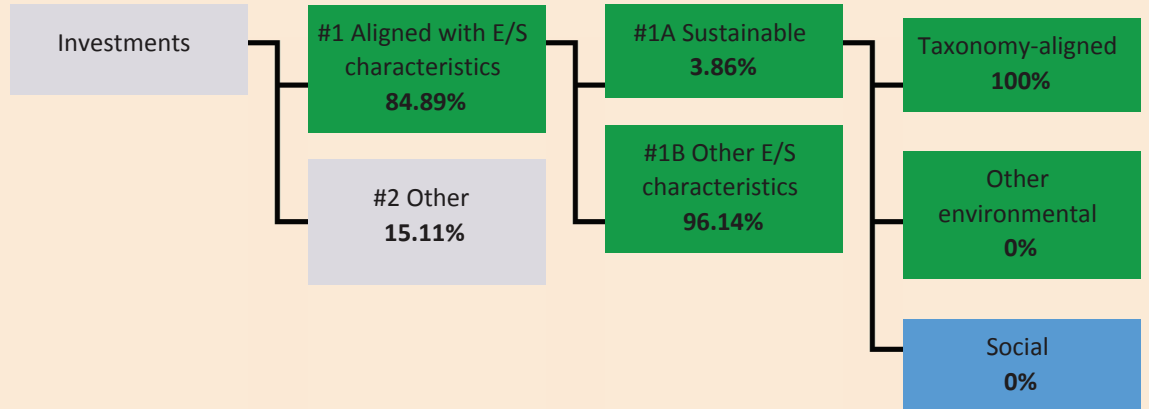 Investments
#1 Aligned with E/S
characteristics
84.89%
#2 Other
15.11%
#1A Sustainable
3.86%
#1B Other E/S
characteristics
96.14%
Taxonomy-aligned
100%
Other
environmental
0%
Social
0%